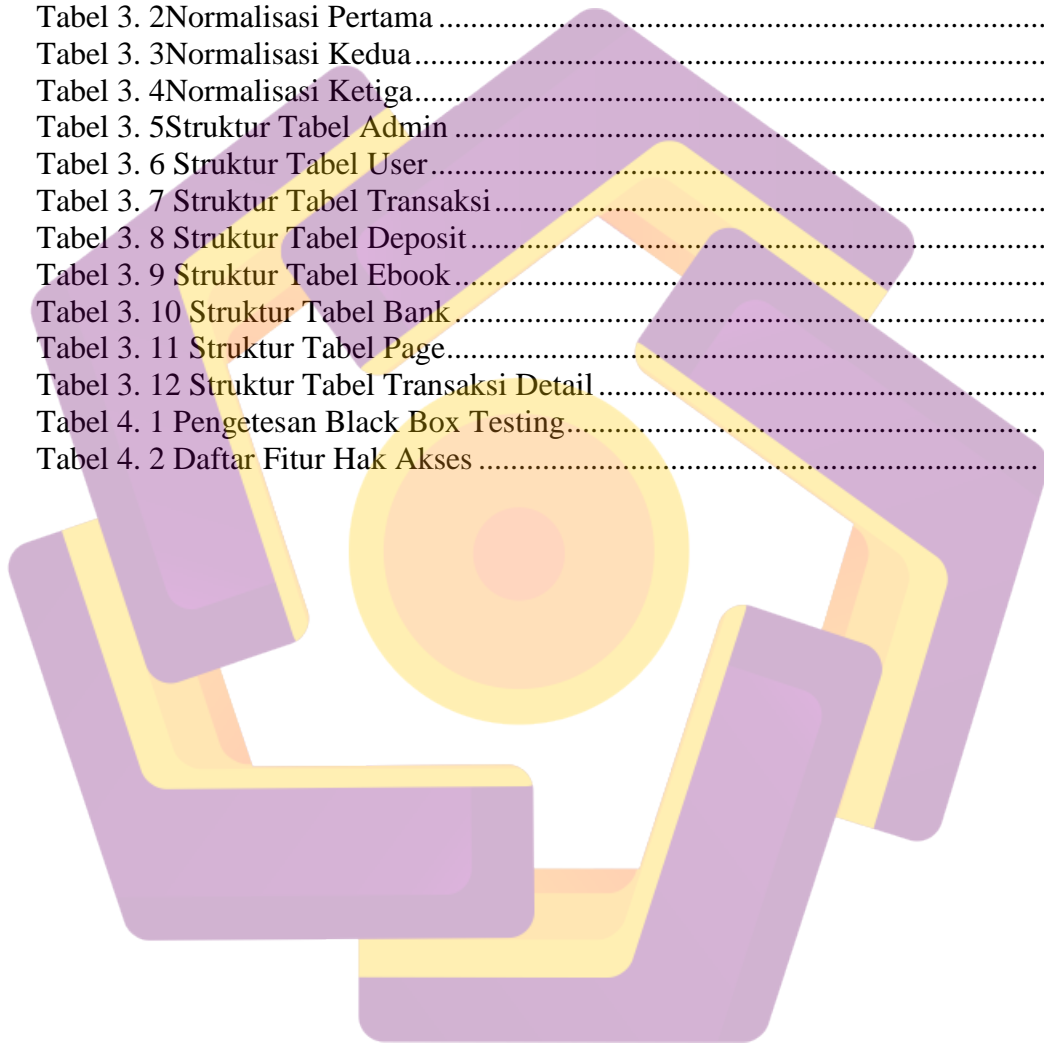 Tabel 3. 2Normalisasi Pertama ..........................................................................
Tabel 3. 3Normalisasi Kedua..............................................................................
Tabel 3. 4Normalisasi Ketiga..............................................................................
Tabel 3. 5Struktur Tabel Admin ........................................................................
Tabel 3. 6 Struktur Tabel User...........................................................................
Tabel 3. 7 Struktur Tabel Transaksi...................................................................
Tabel 3. 8 Struktur Tabel Deposit......................................................................
Tabel 3. 9 Struktur Tabel Ebook ........................................................................
Tabel 3. 10 Struktur Tabel Bank ........................................................................
Tabel 3. 11 Struktur Tabel Page.........................................................................
Tabel 3. 12 Struktur Tabel Transaksi Detail ......................................................
Tabel 4. 1 Pengetesan Black Box Testing.........................................................
Tabel 4. 2 Daftar Fitur Hak Akses ....................................................................